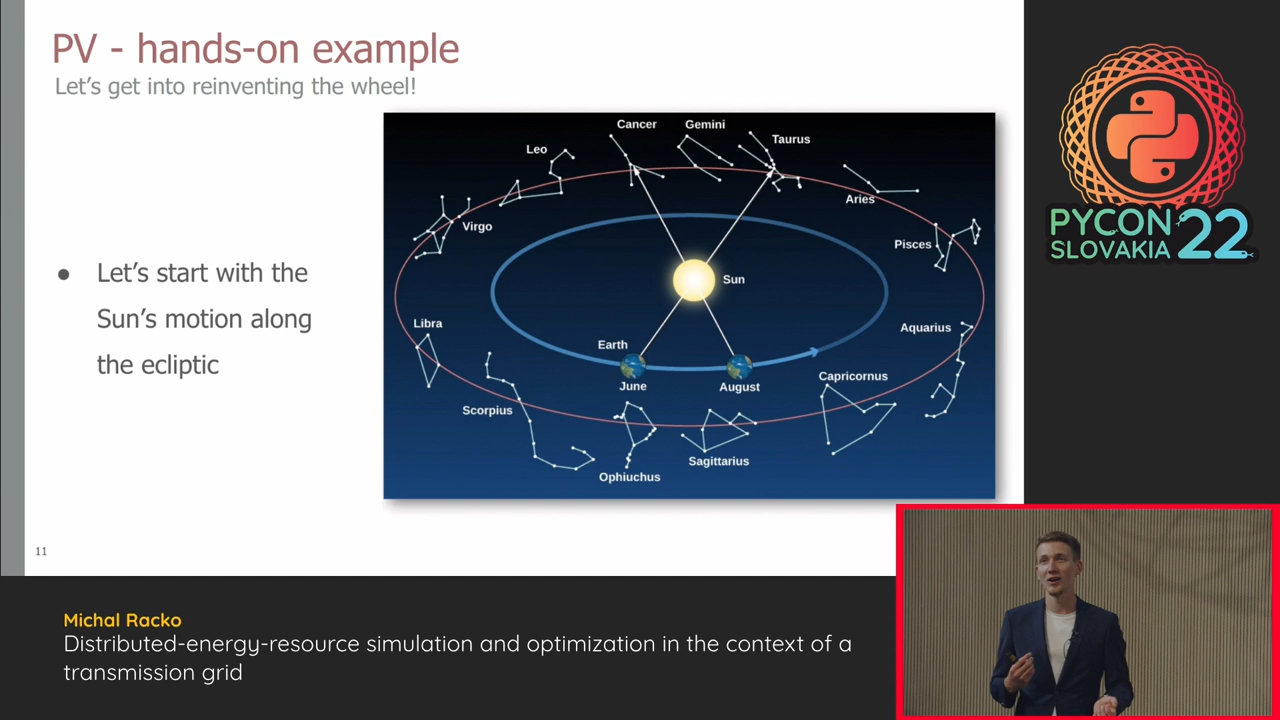 PV - hands-on example
Let's get into reinventing the wheel!
● Let's start with the
Sun's motion along
the ecliptic
Cancer
Gemini
Taurus
Leo
Aries
Virgo
Pisces
Sun
Libra
Aquarius
Earth
June
August
Capricornus
Scorpius
Sagittarius
Ophiuchus
11
PYCON
SLOVAKIA
22
Michal Racko
Distributed-energy-resource simulation and optimization in the context of a
transmission grid